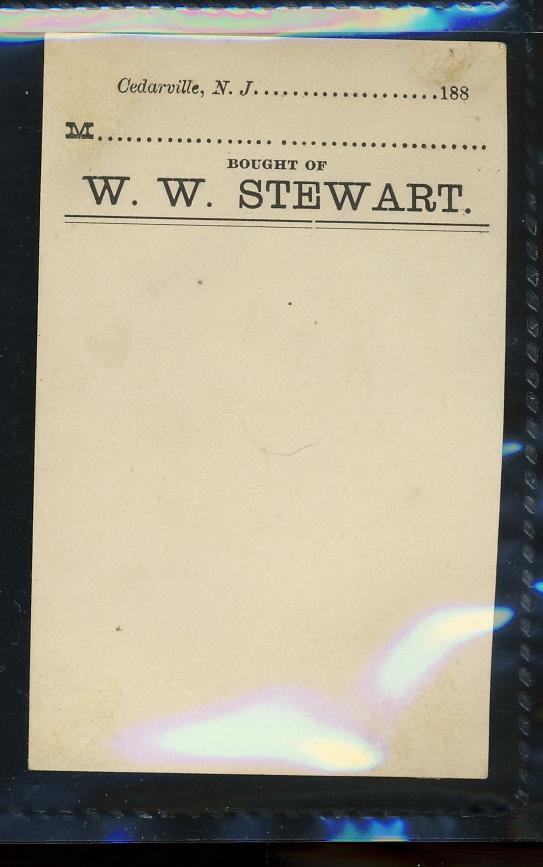 Cedarville, N. J.....................188
M.......................................
BOUGHT OF
W. W. STEWART.